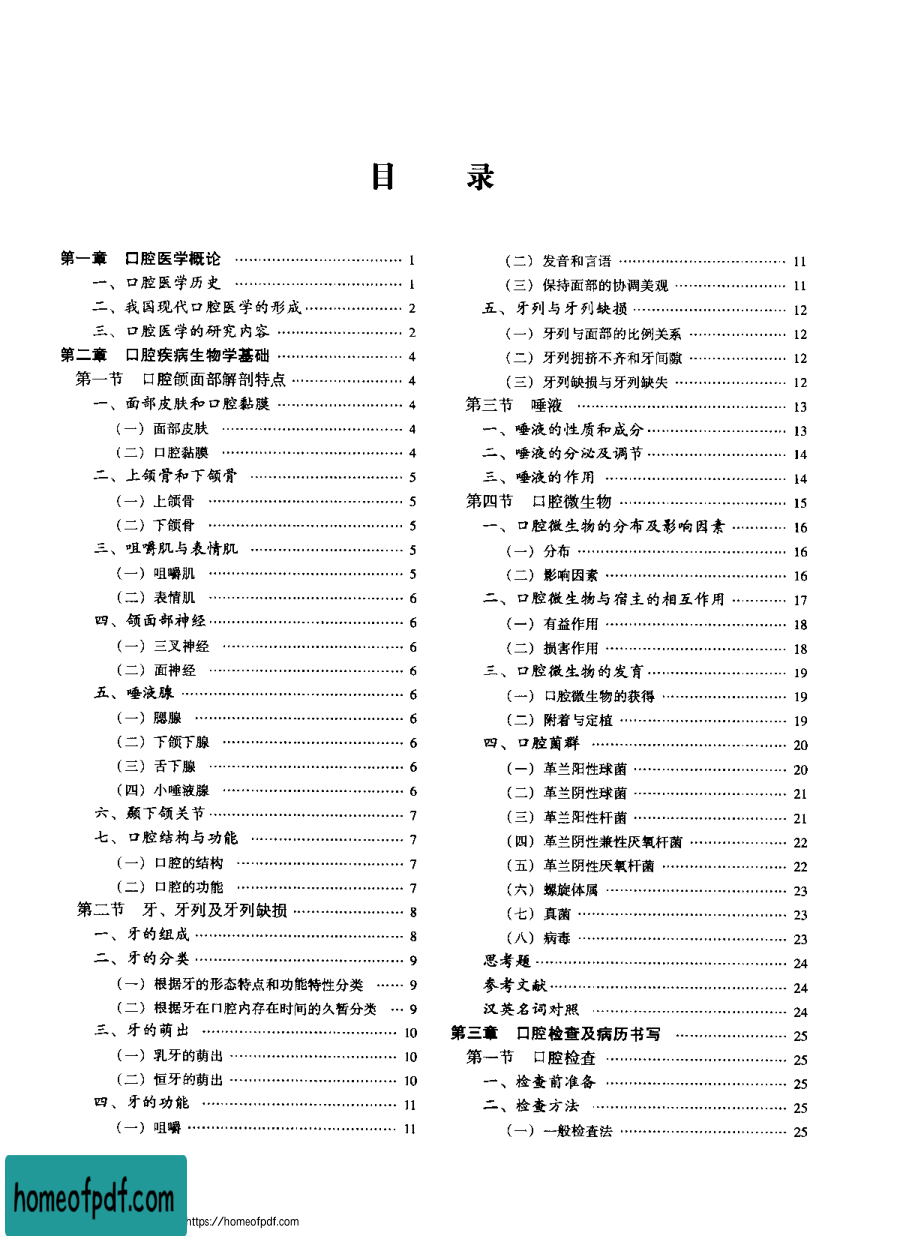 目 录
第一章 口腔医学概论 ………………………………… 1
一、口腔医学历史 ………………………………… 1
二、我国现代口腔医学的形成 ………………… 2
三、口腔医学的研究内容 ……………………… 2
第二章 口腔疾病生物学基础 ……………………… 4
第一节 口腔颌面部解剖特点 …………………… 4
一、面部皮肤和口腔黏膜 ……………………… 4
（一）面部皮肤 ………………………………… 4
（二）口腔黏膜 ………………………………… 4
二、上颌骨和下颌骨 …………………………… 5
（一）上颌骨 …………………………………… 5
（二）下颌骨 …………………………………… 5
三、咀嚼肌与表情肌 …………………………… 5
（一）咀嚼肌 …………………………………… 5
（二）表情肌 …………………………………… 6
四、颌面部神经 ………………………………… 6
（一）三叉神经 ………………………………… 6
（二）面神经 …………………………………… 6
五、唾液腺 ……………………………………… 6
（一）腮腺 ……………………………………… 6
（二）下颌下腺 ………………………………… 6
（三）舌下腺 …………………………………… 6
（四）小唾液腺 ………………………………… 6
六、颞下颌关节 ………………………………… 7
七、口腔结构与功能 …………………………… 7
（一）口腔的结构 ……………………………… 7
（二）口腔的功能 ……………………………… 7
第二节 牙、牙列及牙列缺损 …………………… 8
一、牙的组成 …………………………………… 8
二、牙的分类 …………………………………… 9
（一）根据牙的形态特点和功能特性分类 …… 9
（二）根据牙在口腔内存在时间的久暂分类 … 9
三、牙的萌出 …………………………………… 10
（一）乳牙的萌出 ……………………………… 10
（二）恒牙的萌出 ……………………………… 10
四、牙的功能 …………………………………… 11
（一）咀嚼 ……………………………………… 11
（二）发音和言语 ……………………………… 11
（三）保持面部的协调美观 …………………… 11
五、牙列与牙列缺损 …………………………… 12
（一）牙列与面部的比例关系 ………………… 12
（二）牙列拥挤不齐和牙间隙 ………………… 12
（三）牙列缺损与牙列缺失 …………………… 12
第三节 唾液 ……………………………………… 13
一、唾液的性质和成分 ………………………… 13
二、唾液的分泌及调节 ………………………… 14
三、唾液的作用 ………………………………… 14
第四节 口腔微生物 ……………………………… 15
一、口腔微生物的分布及影响因素 ………… 16
（一）分布 ……………………………………… 16
（二）影响因素 ………………………………… 16
二、口腔微生物与宿主的相互作用 ………… 17
（一）有益作用 ………………………………… 18
（二）损害作用 ………………………………… 18
三、口腔微生物的发育 ………………………… 19
（一）口腔微生物的获得 ……………………… 19
（二）附着与定植 ……………………………… 19
四、口腔菌群 …………………………………… 20
（一）革兰阳性球菌 …………………………… 20
（二）革兰阴性球菌 …………………………… 21
（三）革兰阳性杆菌 …………………………… 21
（四）革兰阴性兼性厌氧杆菌 ………………… 22
（五）革兰阴性厌氧杆菌 ……………………… 22
（六）螺旋体属 ………………………………… 23
（七）真菌 ……………………………………… 23
（八）病毒 ……………………………………… 23
思考题 …………………………………………… 24
参考文献 ………………………………………… 24
汉英名词对照 …………………………………… 24
第三章 口腔检查及病历书写 ……………………… 25
第一节 口腔检查 ………………………………… 25
一、检查前准备 ………………………………… 25
二、检查方法 …………………………………… 25
（一）一般检查法 ……………………………… 25
homeofpdf.com
https://homeofpdf.com